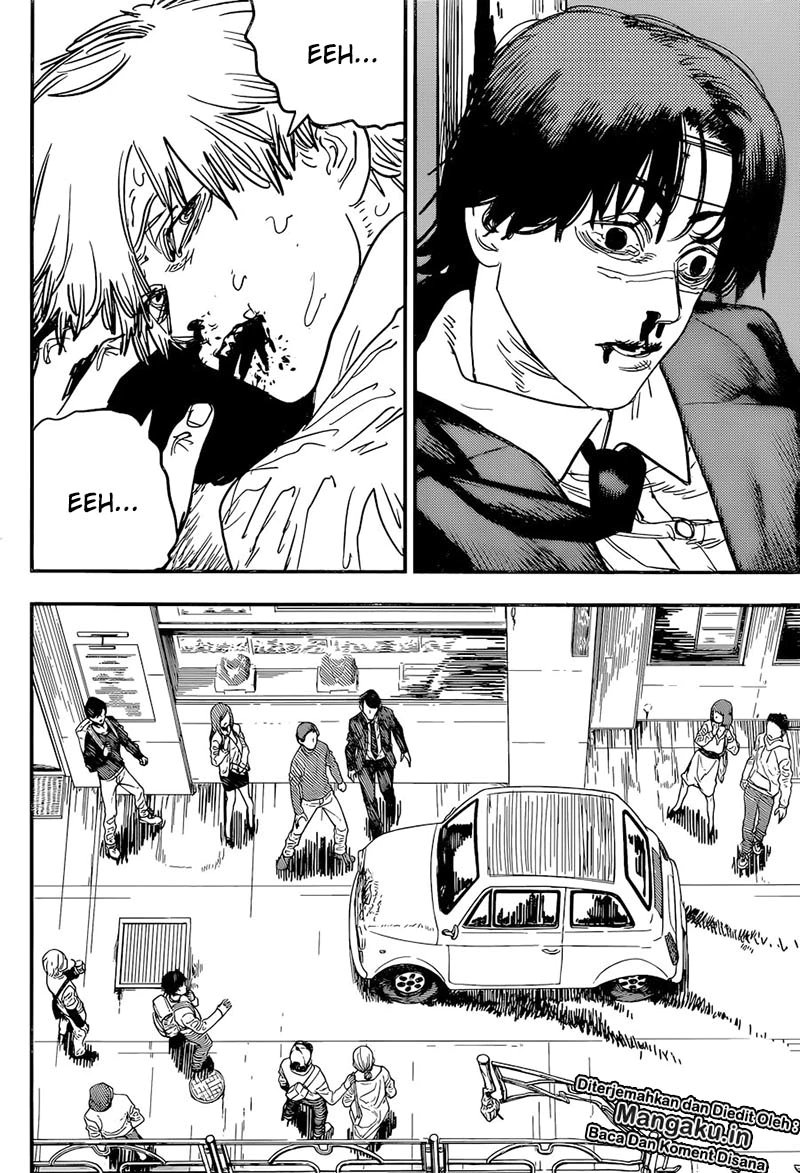 EEH...
EEH...
Diterjemahkan dan Diedit Oleh :
Mangaku.in
Baca Dan Koment Disana